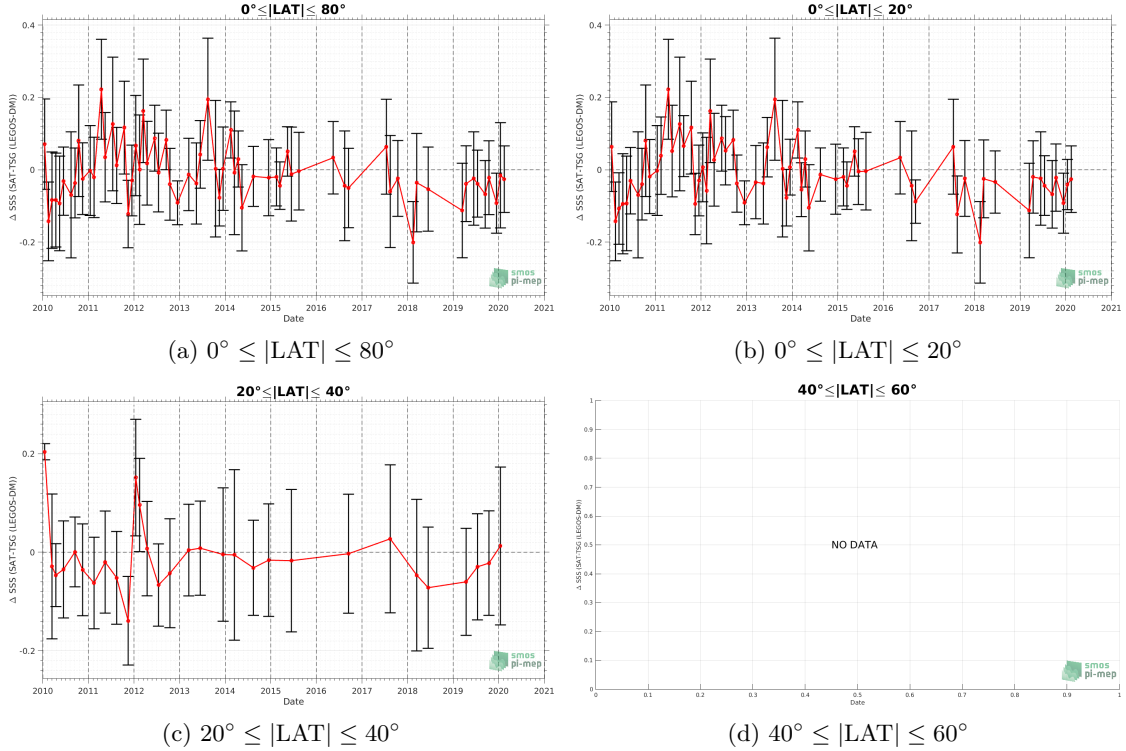 0°≤|LAT|≤ 80°
Δ SSS (SAT-TSG (LEGOS-DM))
0.4
0.2
0
-0.2
2010 2011 2012 2013 2014 2015 2016 2017 2018 2019 2020 2021
Date
smos
pi-mep
(a) 0° ≤ |LAT| ≤ 80°
0°≤|LAT|≤ 20°
Δ SSS (SAT-TSG (LEGOS-DM))
0.4
0.2
0
-0.2
2010 2011 2012 2013 2014 2015 2016 2017 2018 2019 2020 2021
Date
smos
pi-mep
(b) 0° ≤ |LAT| ≤ 20°
20°≤|LAT|≤ 40°
Δ SSS (SAT-TSG (LEGOS-DM))
0.2
0
-0.2
2010 2011 2012 2013 2014 2015 2016 2017 2018 2019 2020 2021
Date
smos
pi-mep
(c) 20° ≤ |LAT| ≤ 40°
40°≤|LAT|≤ 60°
Δ SSS (SAT-TSG (LEGOS-DM))
1
0.9
0.8
0.7
0.6
0.5
0.4
0.3
0.2
0.1
0
NO DATA
0 0.1 0.2 0.3 0.4 0.5 0.6 0.7 0.8 0.9 1
Date
smos
pi-mep
(d) 40° ≤ |LAT| ≤ 60°